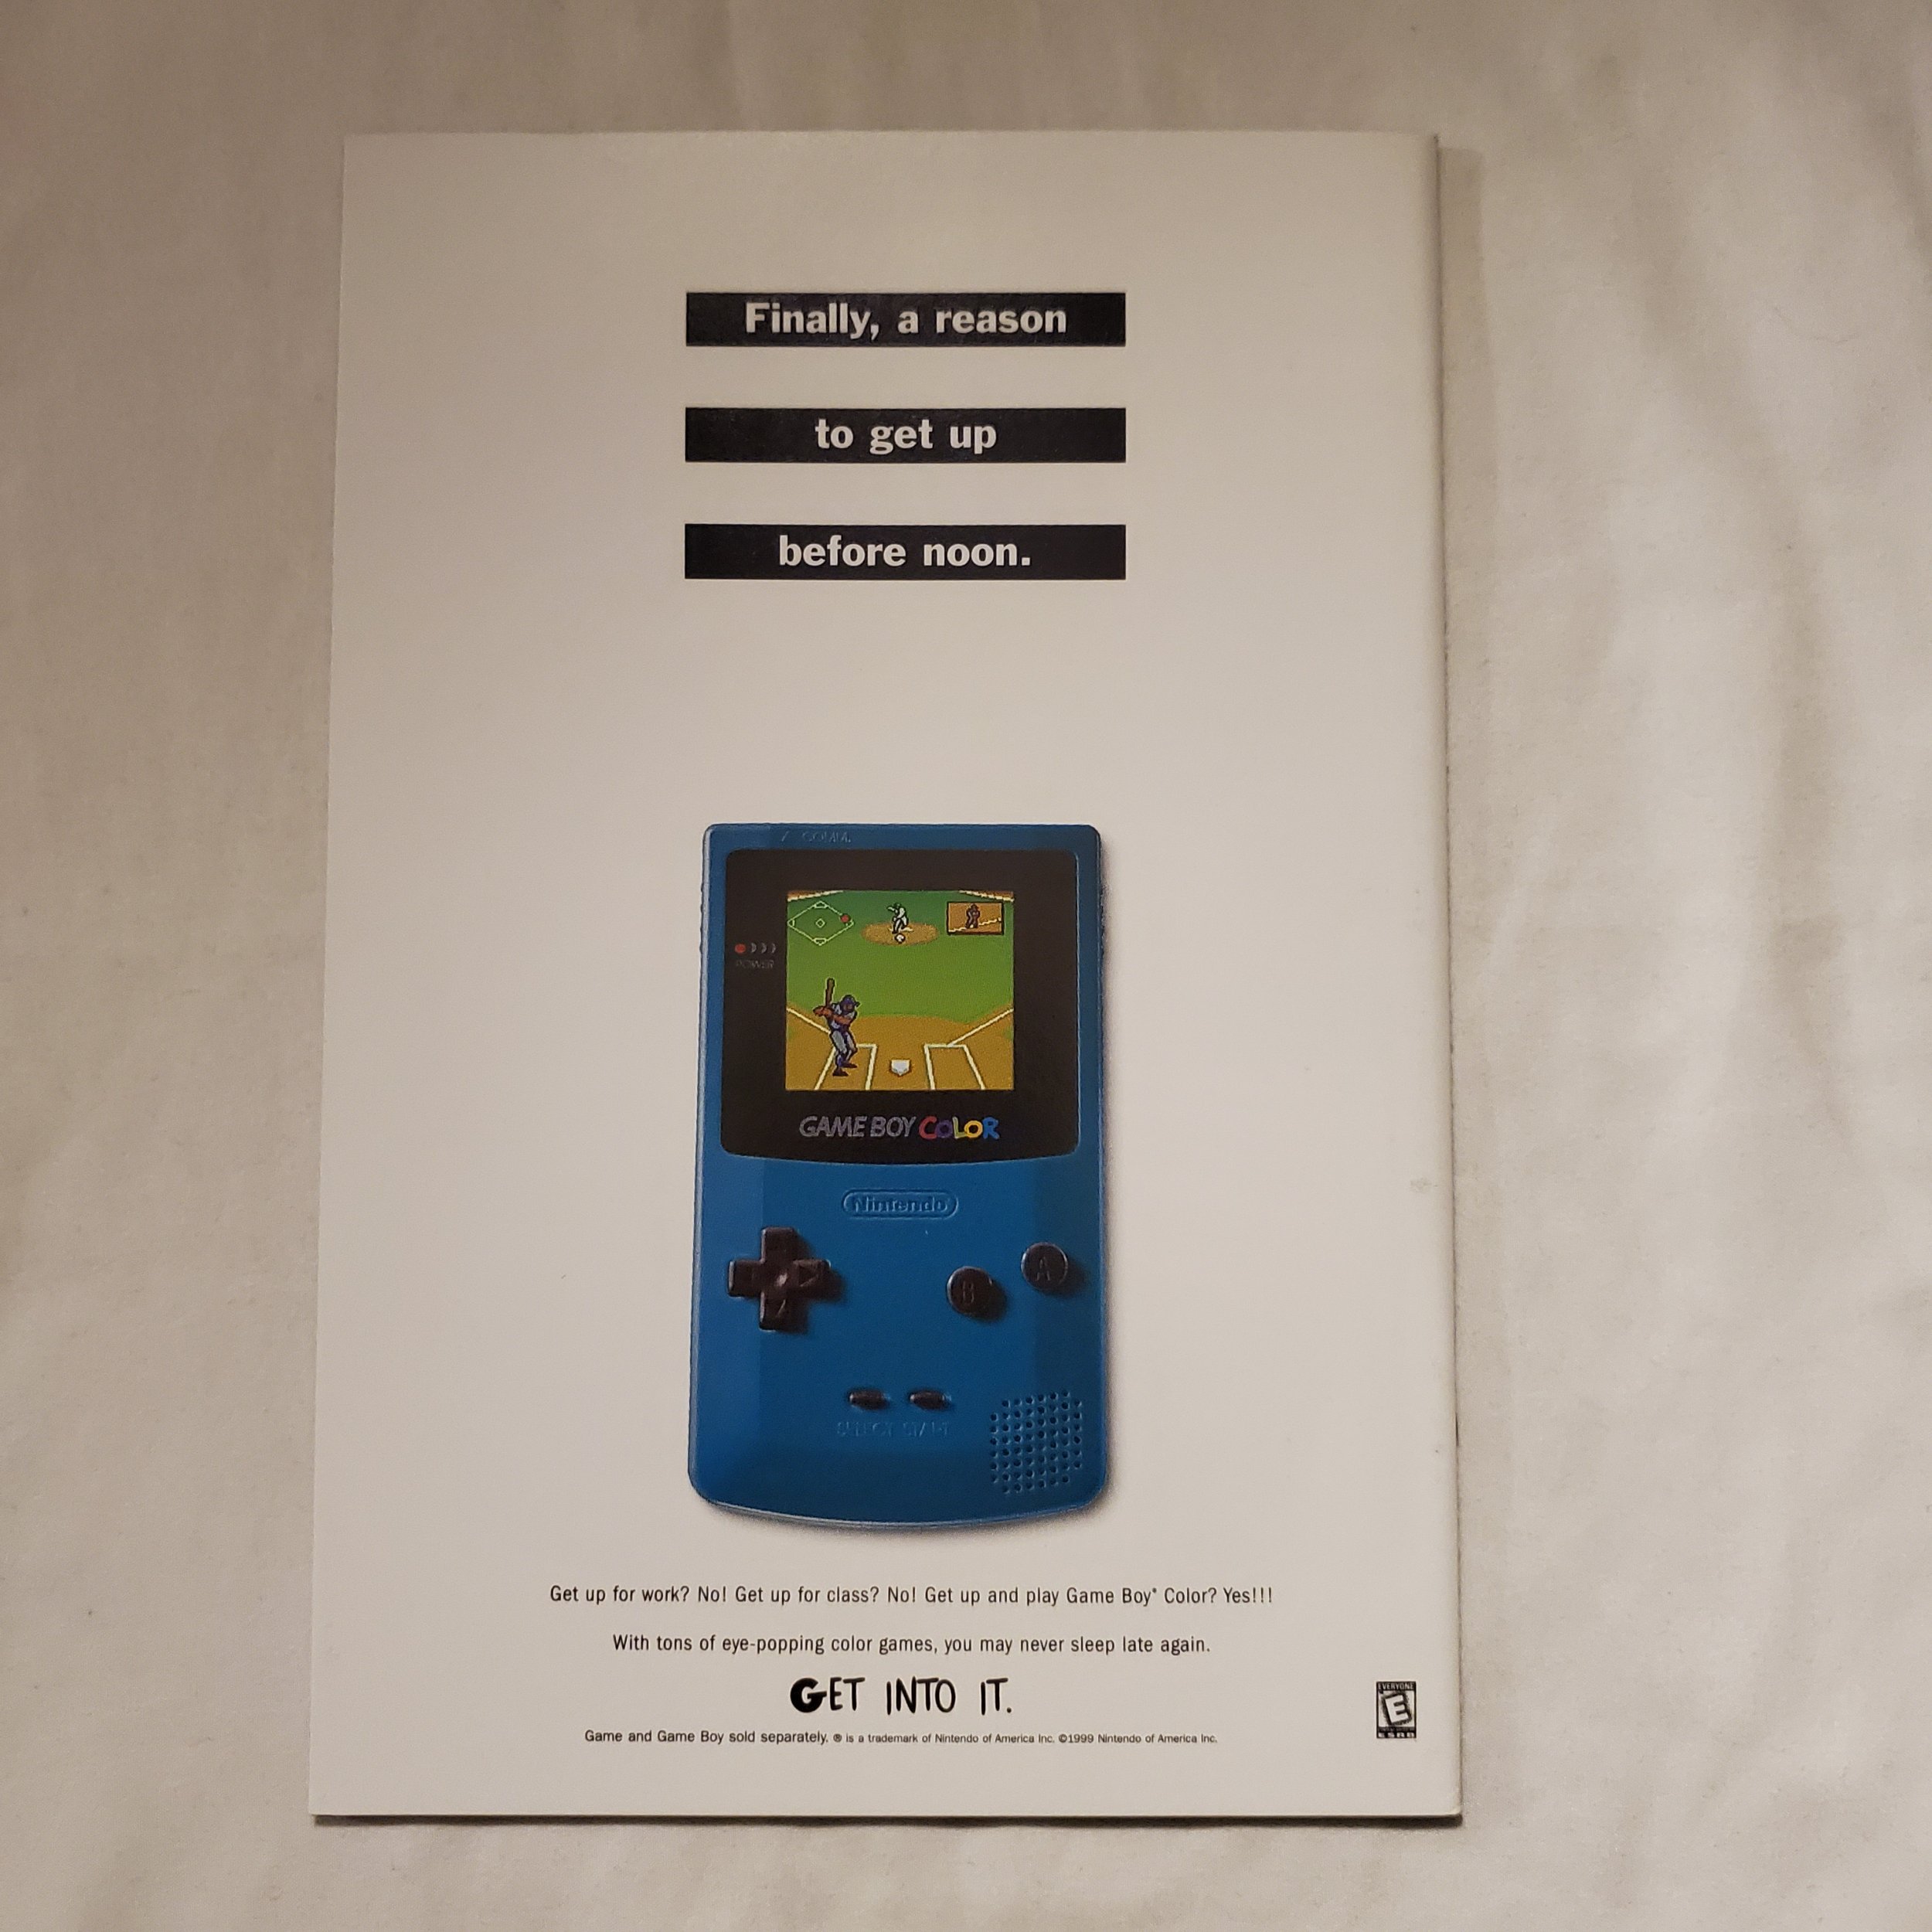 Finally, a reason
to get up
before noon.
COMM.
POWER
GAME BOY COLOR
Nintendo
A
B
SELECT START
Get up for work? No! Get up for class? No! Get up and play Game Boy® Color? Yes!!!
With tons of eye-popping color games, you may never sleep late again.
GET INTO IT.
EVERYONE
E
ESRB
Game and Game Boy sold separately. ® is a trademark of Nintendo of America Inc. ©1999 Nintendo of America Inc.